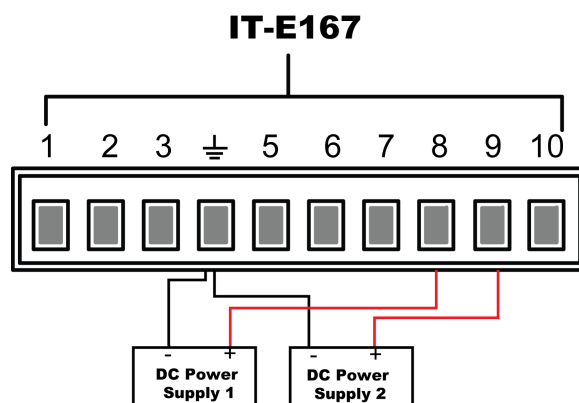 IT-E167
1 2 3 ⏚ 5 6 7 8 9 10
- + - +
DC Power DC Power
Supply 1 Supply 2